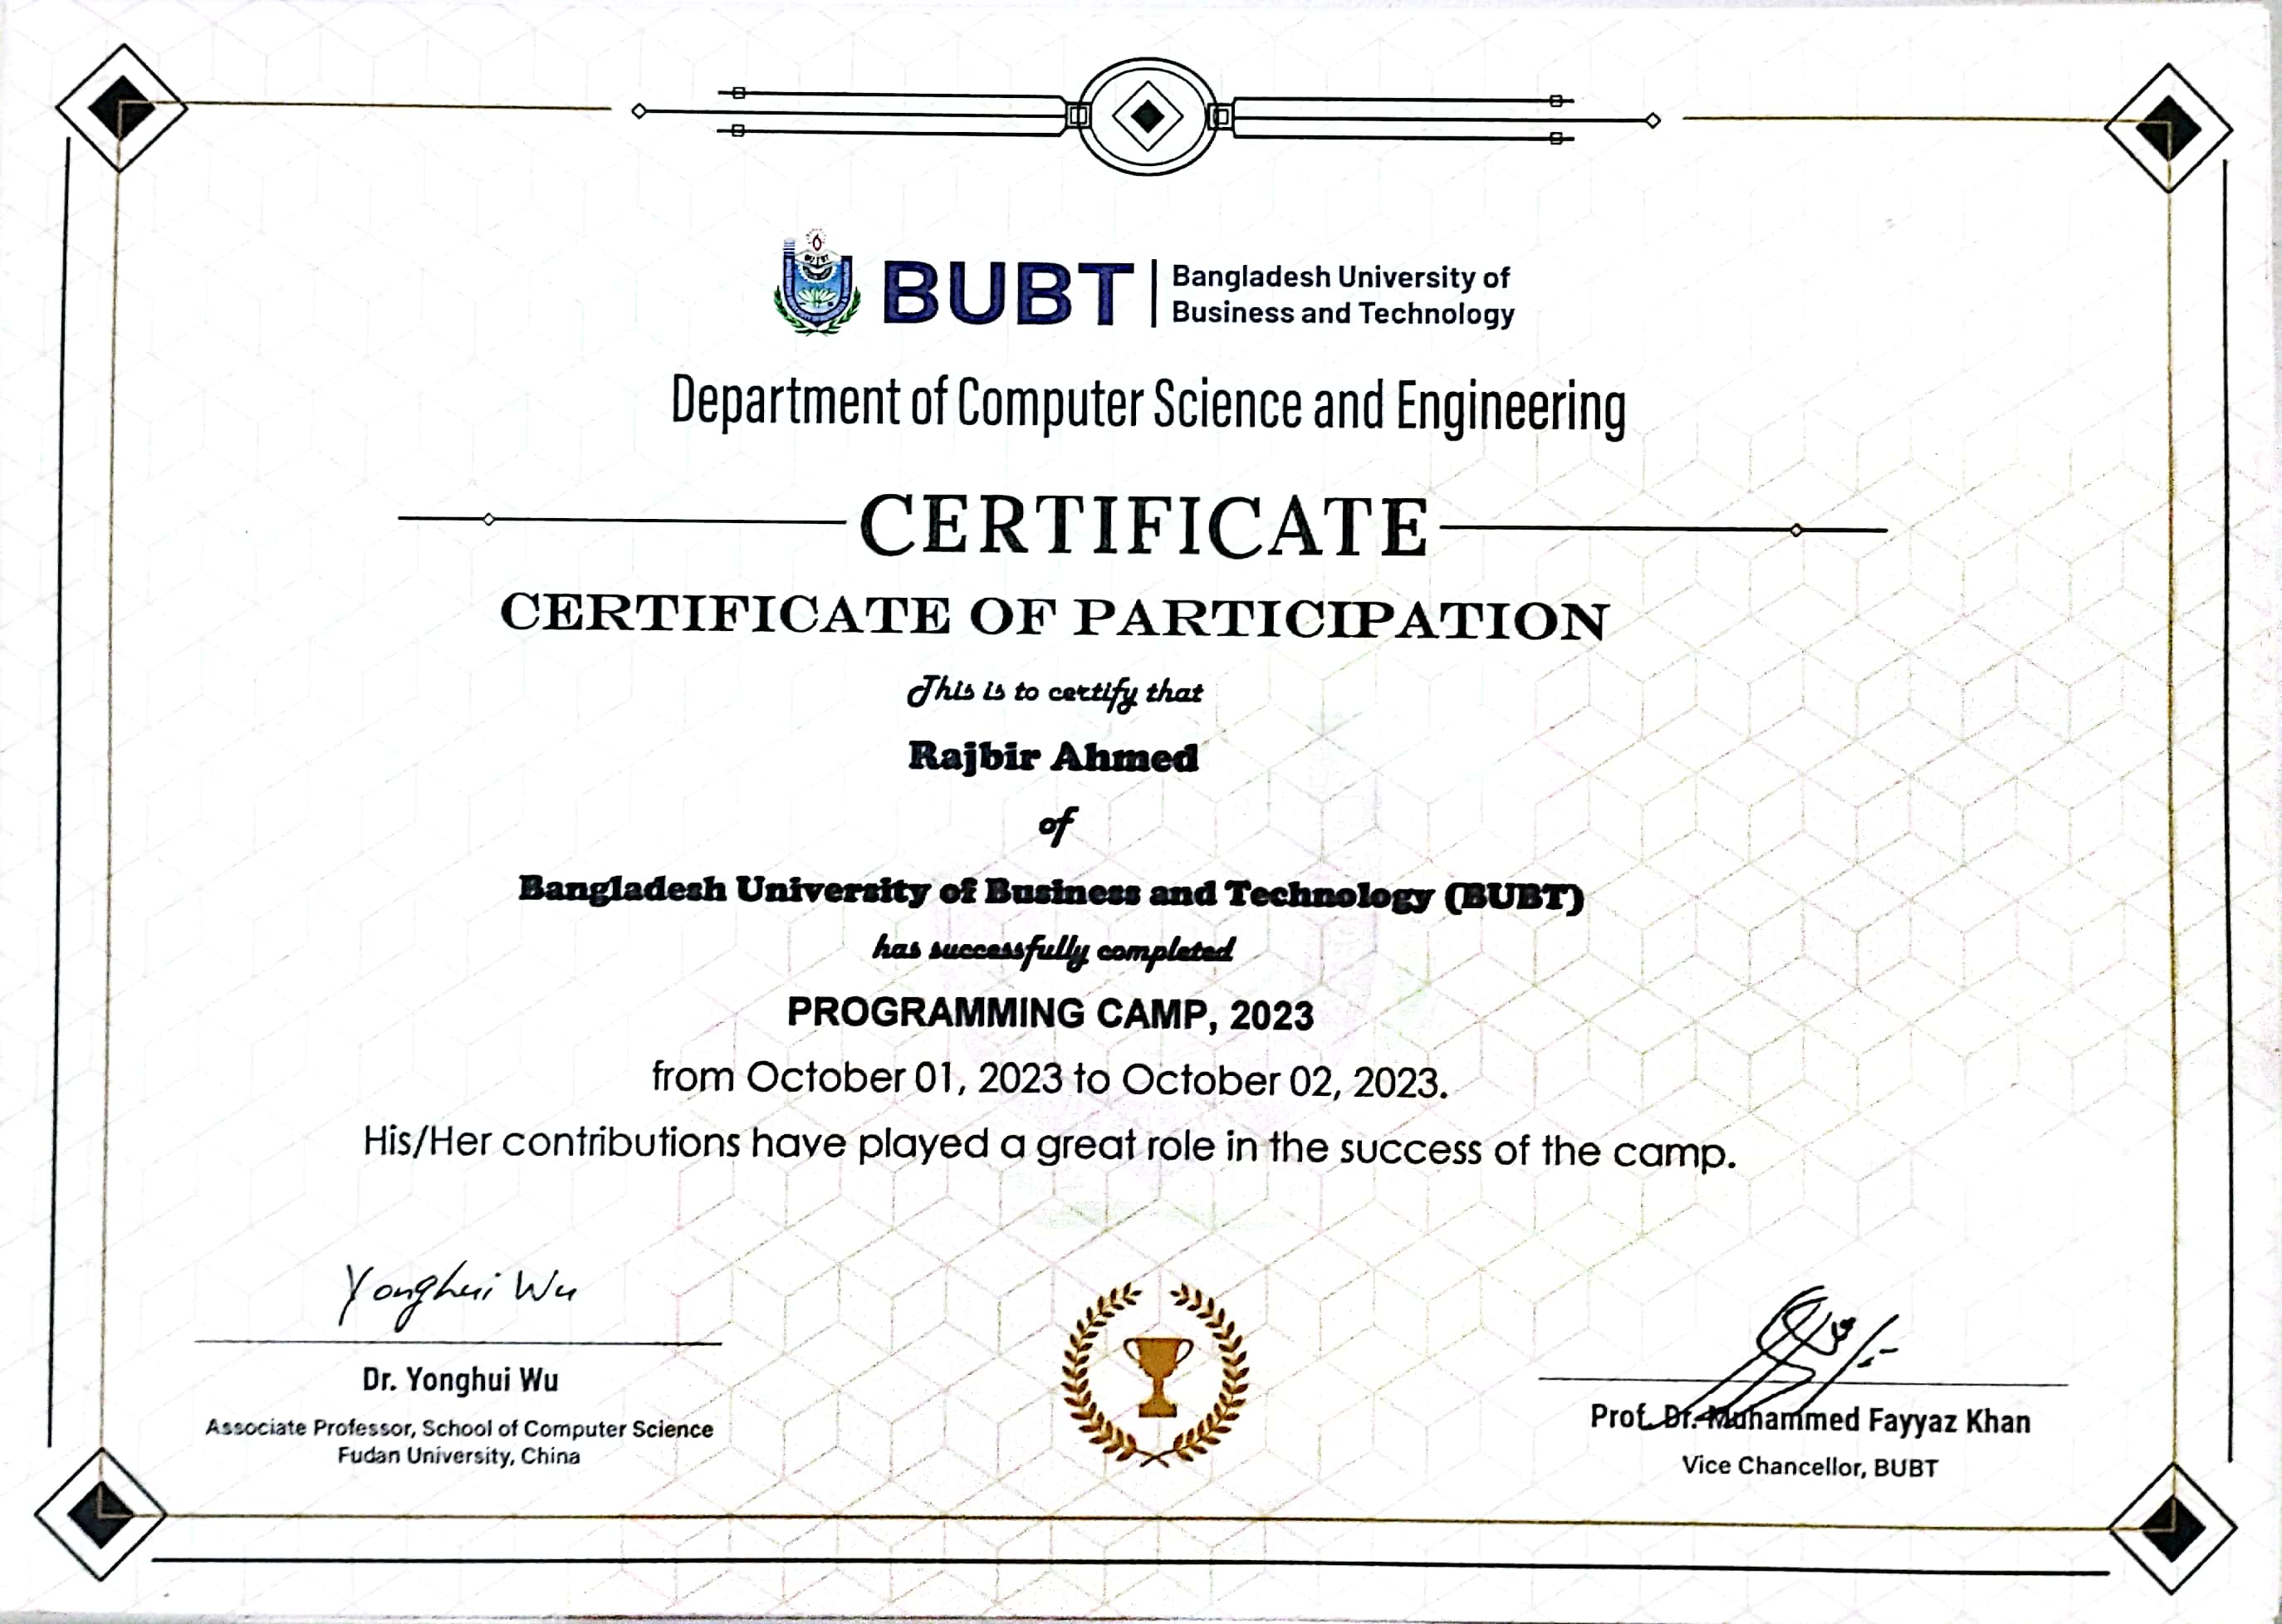 BUBT
Bangladesh University of
Business and Technology
Department of Computer Science and Engineering
CERTIFICATE
CERTIFICATE OF PARTICIPATION
This is to certify that
Rajbir Ahmed
of
Bangladesh University of Business and Technology (BUBT)
has successfully completed
PROGRAMMING CAMP, 2023
from October 01, 2023 to October 02, 2023.
His/Her contributions have played a great role in the success of the camp.
Yonghui Wu
Dr. Yonghui Wu
Associate Professor, School of Computer Science
Fudan University, China
Prof. Dr. Muhammed Fayyaz Khan
Vice Chancellor, BUBT